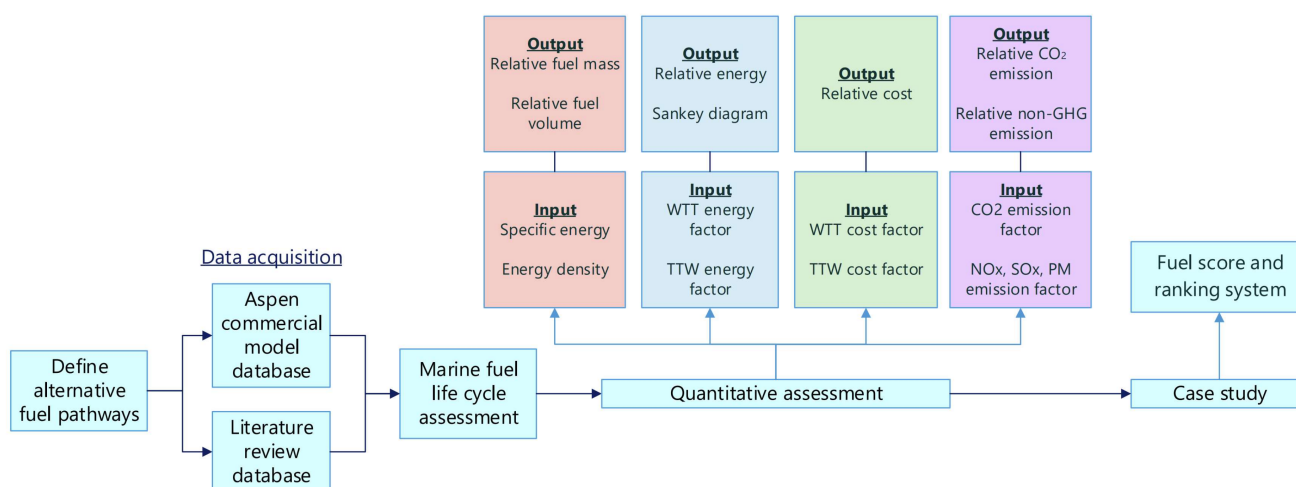 Output
Relative fuel mass
Relative fuel
volume
Output
Relative energy
Sankey diagram
Output
Relative cost
Output
Relative CO₂
emission
Relative non-GHG
emission
Input
Specific energy
Energy density
Input
WTT energy
factor
TTW energy
factor
Input
WTT cost factor
TTW cost factor
Input
CO2 emission
factor
NOx, SOx, PM
emission factor
Data acquisition
Define
alternative
fuel pathways
Aspen
commercial
model
database
Literature
review
database
Marine fuel
life cycle
assessment
Quantitative assessment
Case study
Fuel score and
ranking system